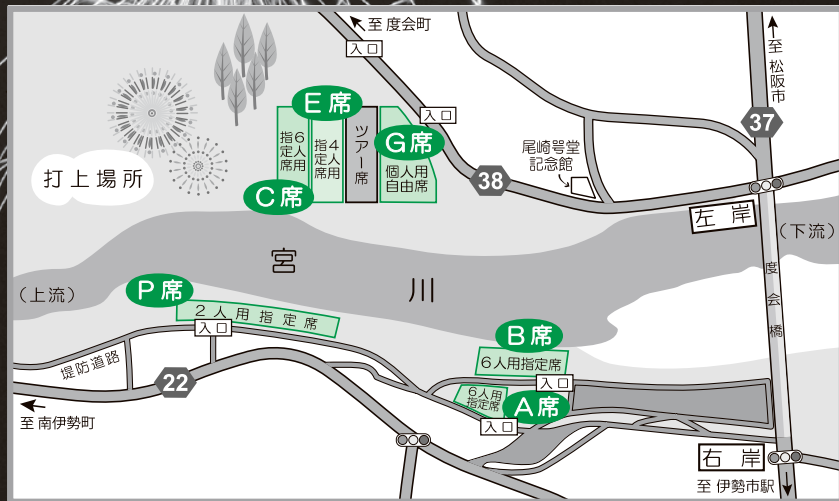 至 度会町
入口
E席
指定席
6人用
指定席
4人用
ツアー席
入口
G席
個人用
自由席
C席
打上場所
至 松阪市
37
尾崎咢堂
記念館
38
左岸
(下流)
宮川
度会橋
(上流)
P席
2人用指定席
入口
堤防道路
22
至 南伊勢町
B席
6人用指定席
入口
6人用
指定席
A席
入口
右岸
至 伊勢市駅